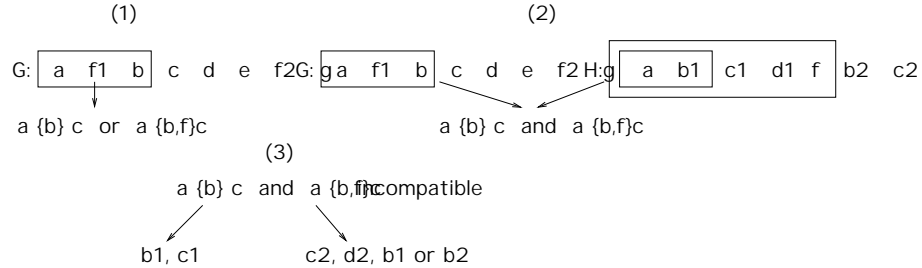 (1) (2)
G: a f1 b c d e f2 G: g a f1 b c d e f2 H: g a b1 c1 d1 f b2 c2
a {b} c or a {b,f}c a {b} c and a {b,f}c
(3)
a {b} c and a {b,f}c incompatible
b1, c1 c2, d2, b1 or b2